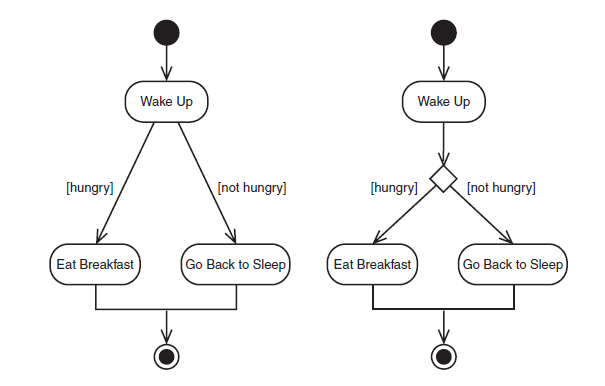 Wake Up
[hungry]
[not hungry]
Eat Breakfast
Go Back to Sleep
Wake Up
[hungry]
[not hungry]
Eat Breakfast
Go Back to Sleep